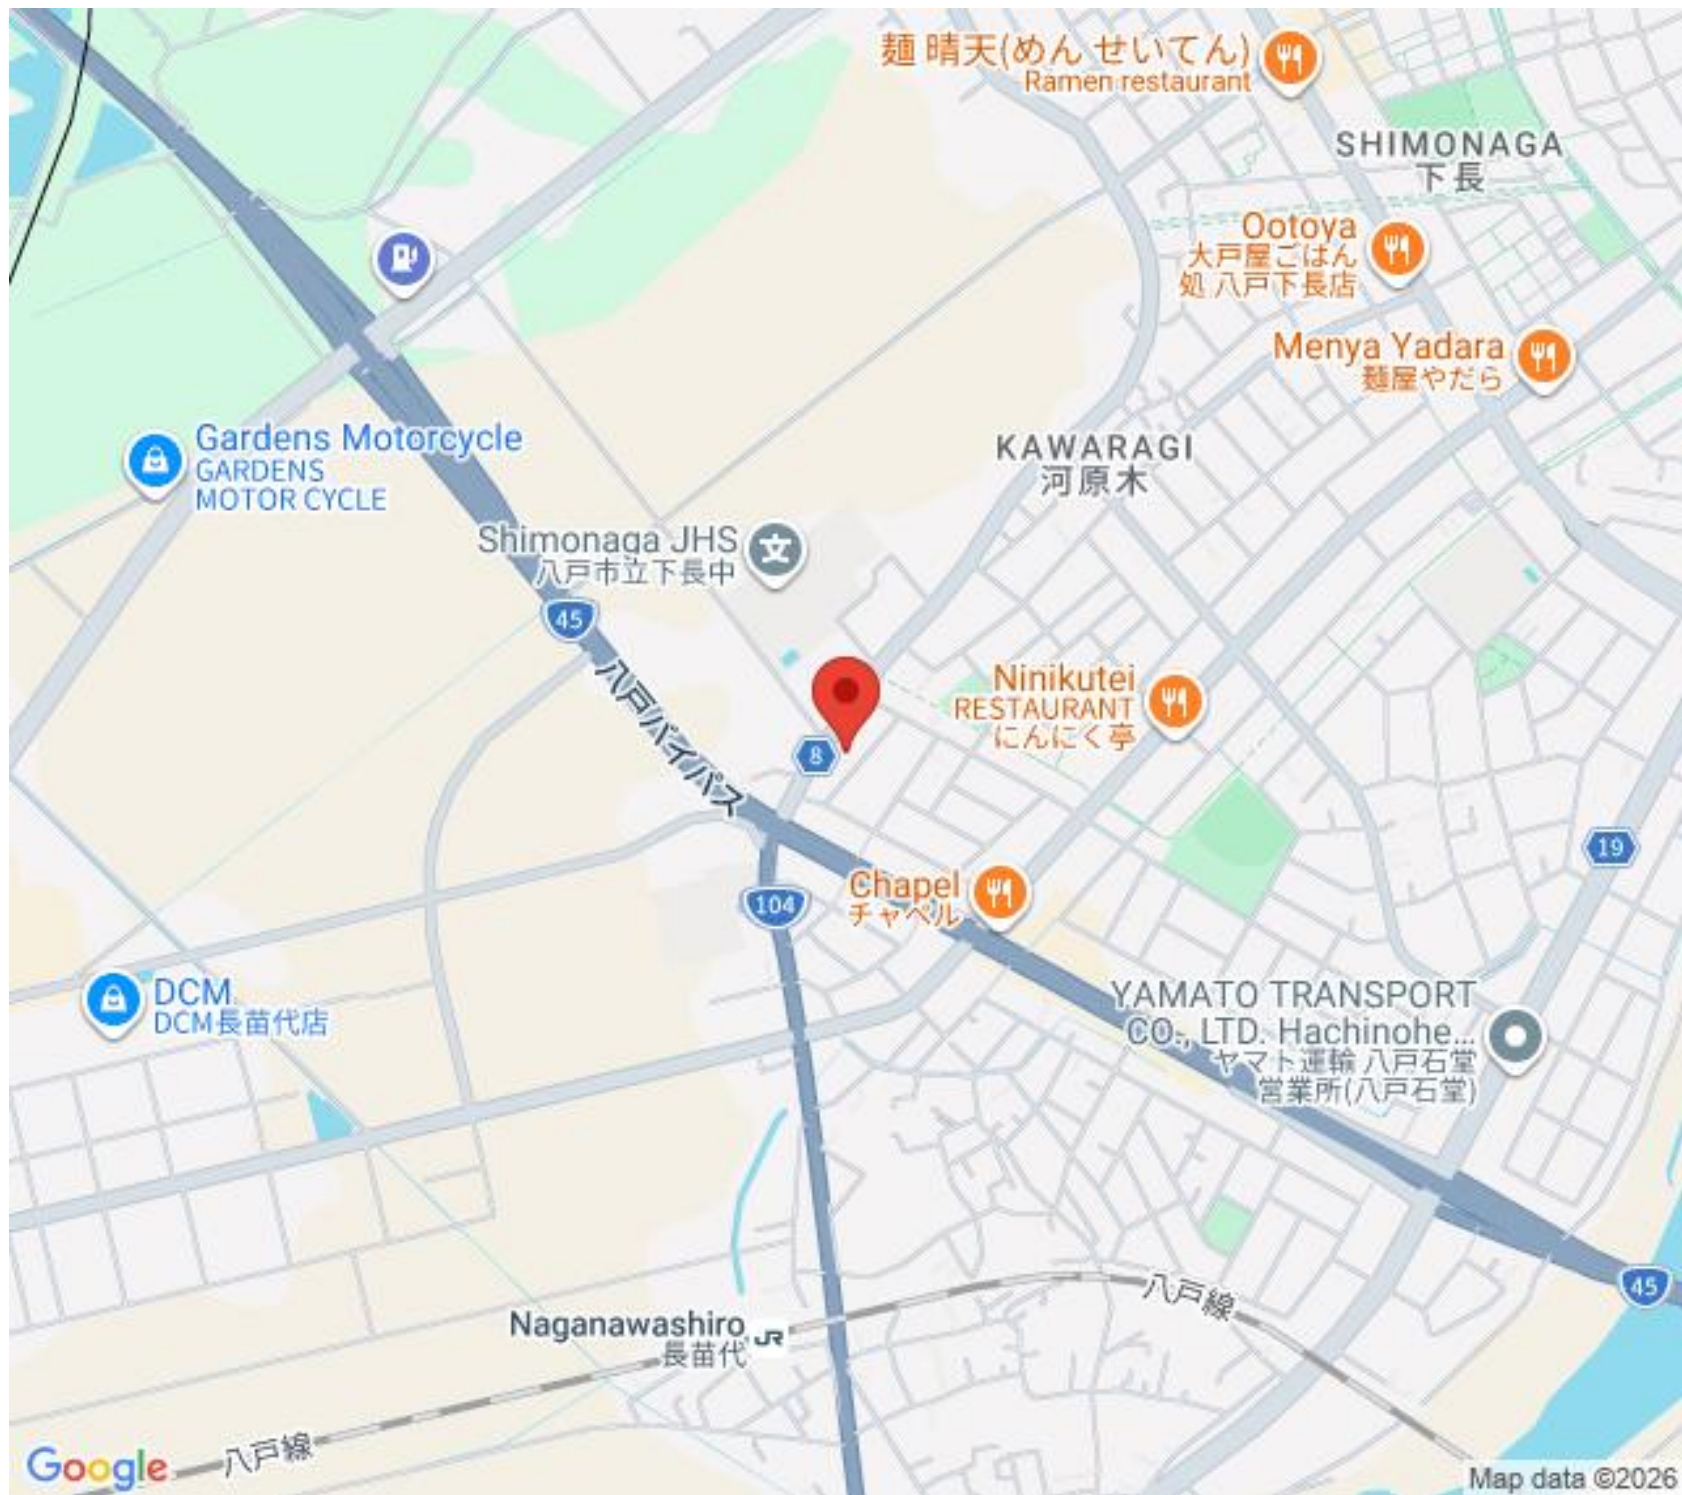 麺 晴天(めん せいてん)
Ramen restaurant
SHIMONAGA
下長
Ootoya
大戸屋ごはん
処 八戸下長店
Menya Yadara
麺屋やだら
Gardens Motorcycle
GARDENS
MOTOR CYCLE
KAWARAGI
河原木
Shimonaga JHS
八戸市立下長中
45
八戸バイパス
Ninikutei
RESTAURANT
にんにく亭
8
19
Chapel
チャペル
104
DCM
DCM長苗代店
YAMATO TRANSPORT
CO., LTD. Hachinohe...
ヤマト運輸 八戸石堂
営業所(八戸石堂)
45
八戸線
Naganawashiro
長苗代
JR
八戸線
Google
Map data ©2026